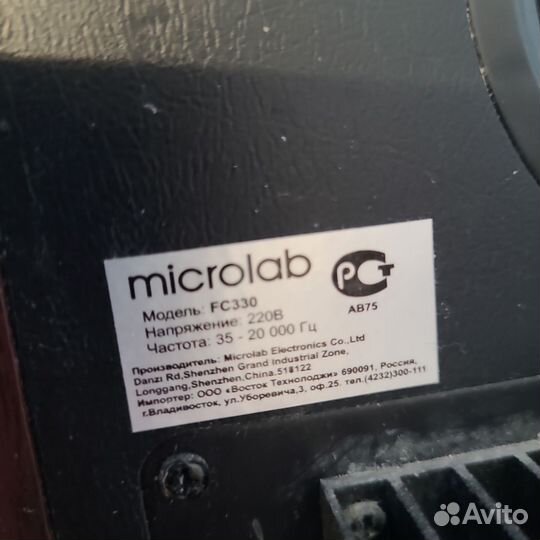 microlab
РСТ
АВ75
Модель: FC330
Напряжение: 220В
Частота: 35 - 20 000 Гц
Производитель: Microlab Electronics Co.,Ltd
Danzi Rd,Shenzhen Grand Industrial Zone,
Longgang,Shenzhen,China.518122
Импортер: ООО «Восток Технолоджи» 690091, Россия,
г.Владивосток, ул.Уборевича,3, оф.25. тел.(4232)300-111
Avito